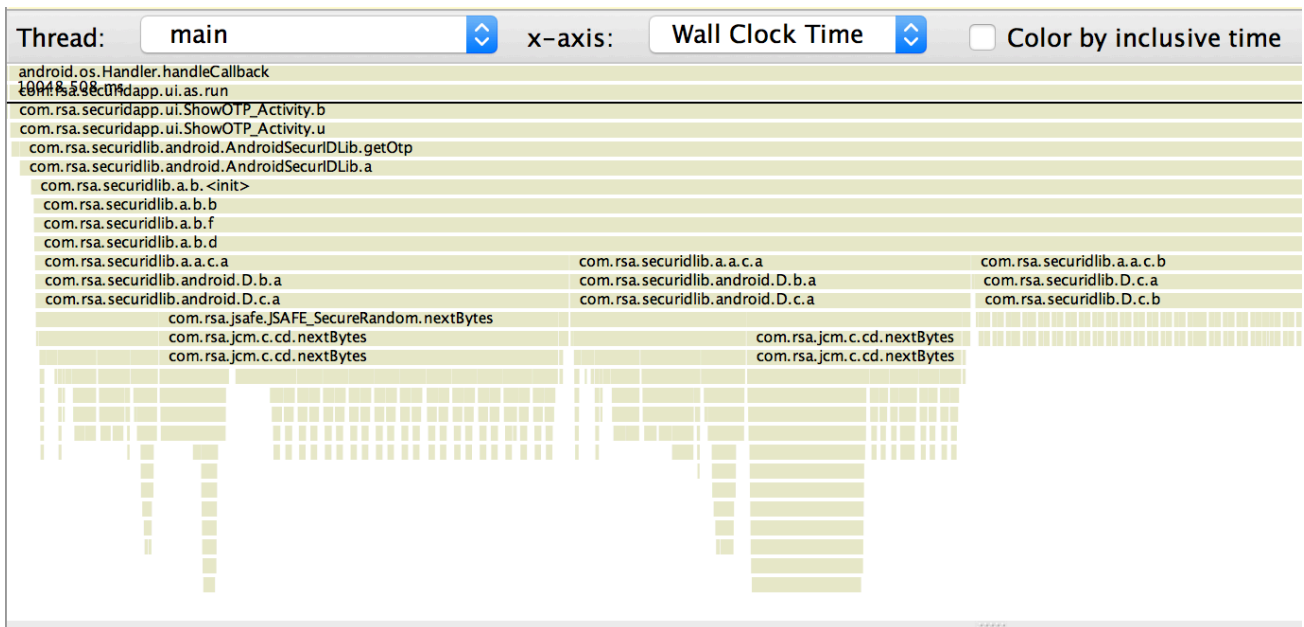 Thread: main x-axis: Wall Clock Time Color by inclusive time
android.os.Handler.handleCallback
10048.508 ms
com.rsa.securidapp.ui.as.run
com.rsa.securidapp.ui.ShowOTP_Activity.b
com.rsa.securidapp.ui.ShowOTP_Activity.u
com.rsa.securidlib.android.AndroidSecurIDLib.getOtp
com.rsa.securidlib.android.AndroidSecurIDLib.a
com.rsa.securidlib.a.b.<init>
com.rsa.securidlib.a.b.b
com.rsa.securidlib.a.b.f
com.rsa.securidlib.a.b.d
com.rsa.securidlib.a.a.c.a com.rsa.securidlib.a.a.c.a com.rsa.securidlib.a.a.c.b
com.rsa.securidlib.android.D.b.a com.rsa.securidlib.android.D.b.a com.rsa.securidlib.D.c.a
com.rsa.securidlib.android.D.c.a com.rsa.securidlib.android.D.c.a com.rsa.securidlib.D.c.b
com.rsa.jsafe.JSAFE_SecureRandom.nextBytes
com.rsa.jcm.c.cd.nextBytes com.rsa.jcm.c.cd.nextBytes
com.rsa.jcm.c.cd.nextBytes com.rsa.jcm.c.cd.nextBytes